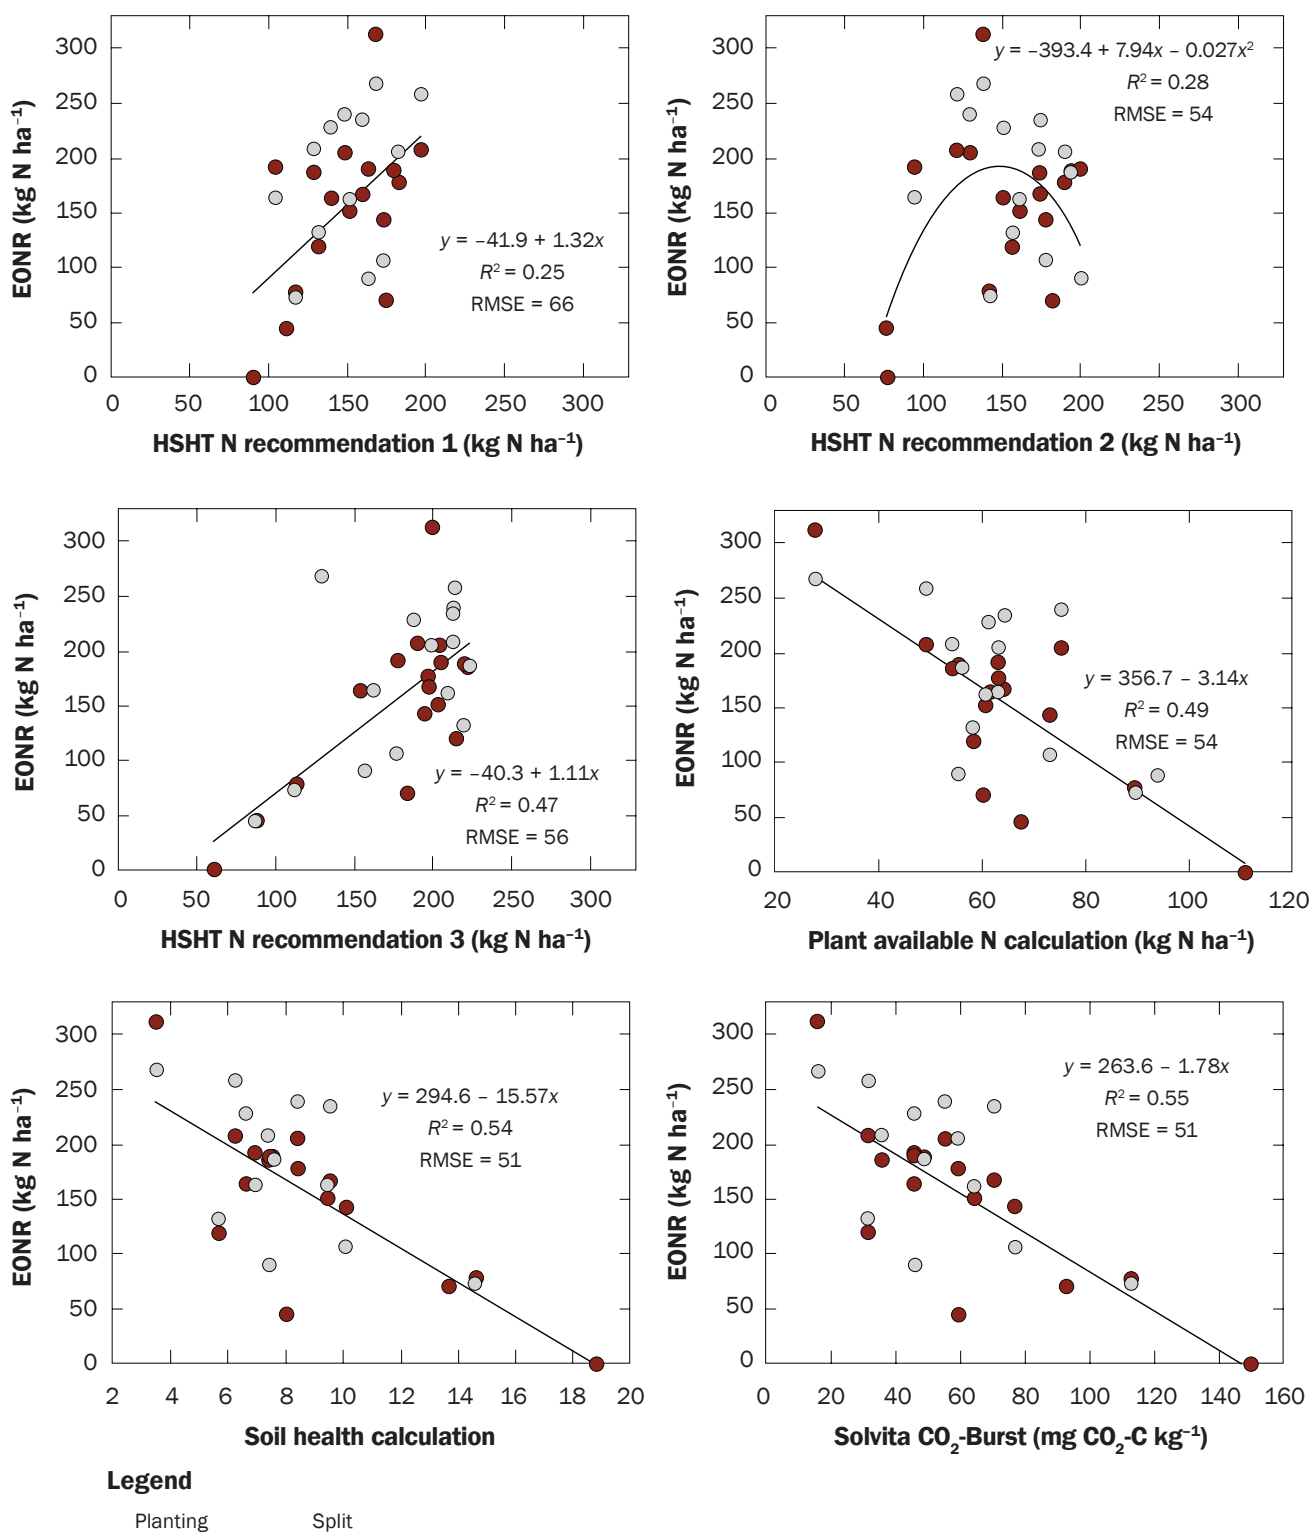 300
250
200
150
100
50
0
EONR (kg N ha⁻¹)
y = –41.9 + 1.32x
R² = 0.25
RMSE = 66
0 50 100 150 200 250 300
HSHT N recommendation 1 (kg N ha⁻¹)
300
250
200
150
100
50
0
EONR (kg N ha⁻¹)
y = –393.4 + 7.94x – 0.027x²
R² = 0.28
RMSE = 54
0 50 100 150 200 250 300
HSHT N recommendation 2 (kg N ha⁻¹)
300
250
200
150
100
50
0
EONR (kg N ha⁻¹)
y = –40.3 + 1.11x
R² = 0.47
RMSE = 56
0 50 100 150 200 250 300
HSHT N recommendation 3 (kg N ha⁻¹)
300
250
200
150
100
50
0
EONR (kg N ha⁻¹)
y = 356.7 – 3.14x
R² = 0.49
RMSE = 54
20 40 60 80 100 120
Plant available N calculation (kg N ha⁻¹)
300
250
200
150
100
50
0
EONR (kg N ha⁻¹)
y = 294.6 – 15.57x
R² = 0.54
RMSE = 51
2 4 6 8 10 12 14 16 18 20
Soil health calculation
300
250
200
150
100
50
0
EONR (kg N ha⁻¹)
y = 263.6 – 1.78x
R² = 0.55
RMSE = 51
0 20 40 60 80 100 120 140 160
Solvita CO₂-Burst (mg CO₂-C kg⁻¹)
Legend
Planting Split